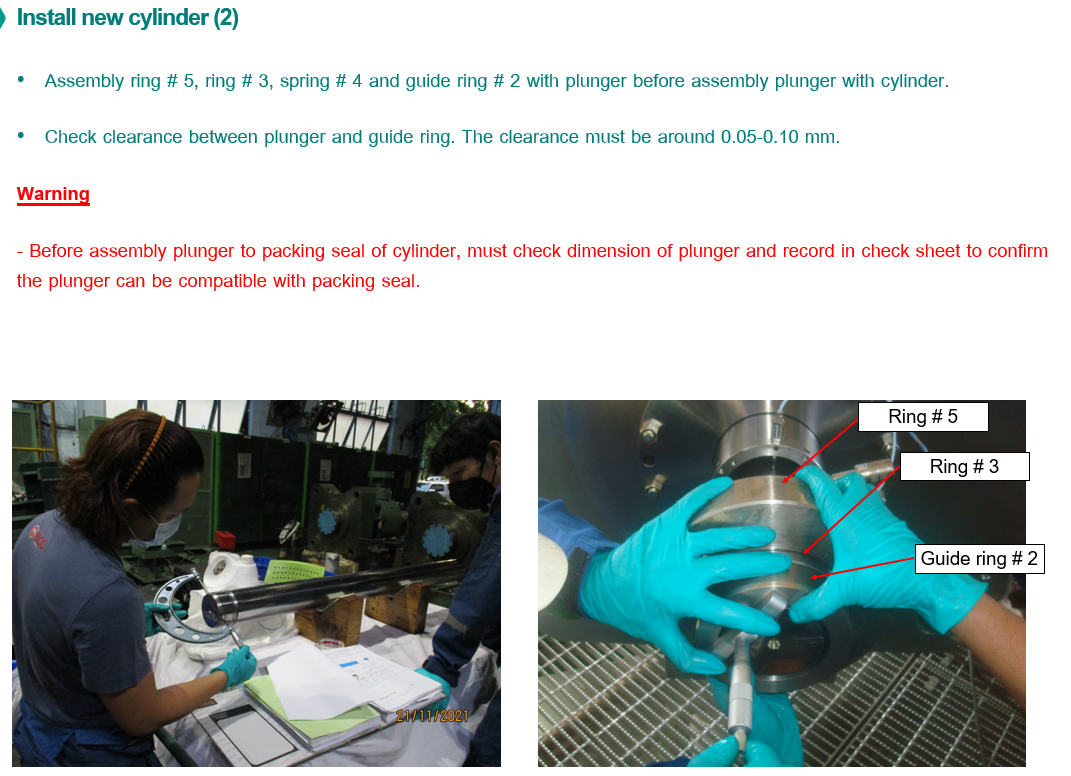 Install new cylinder (2)
• Assembly ring # 5, ring # 3, spring # 4 and guide ring # 2 with plunger before assembly plunger with cylinder.
• Check clearance between plunger and guide ring. The clearance must be around 0.05-0.10 mm.
Warning
- Before assembly plunger to packing seal of cylinder, must check dimension of plunger and record in check sheet to confirm
the plunger can be compatible with packing seal.
Ring # 5
Ring # 3
Guide ring # 2
21/11/2021